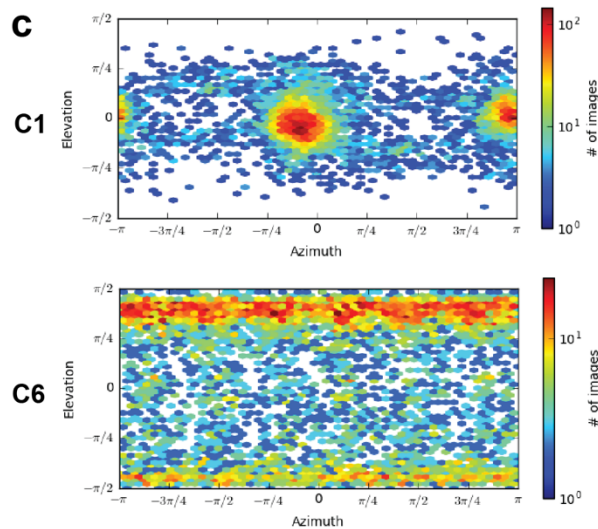 C
C1
π/2
π/4
0
−π/4
−π/2
Elevation
−π
−3π/4
−π/2
−π/4
0
π/4
π/2
3π/4
π
Azimuth
10²
10¹
10⁰
# of images
C6
π/2
π/4
0
−π/4
−π/2
Elevation
−π
−3π/4
−π/2
−π/4
0
π/4
π/2
3π/4
π
Azimuth
10¹
10⁰
# of images